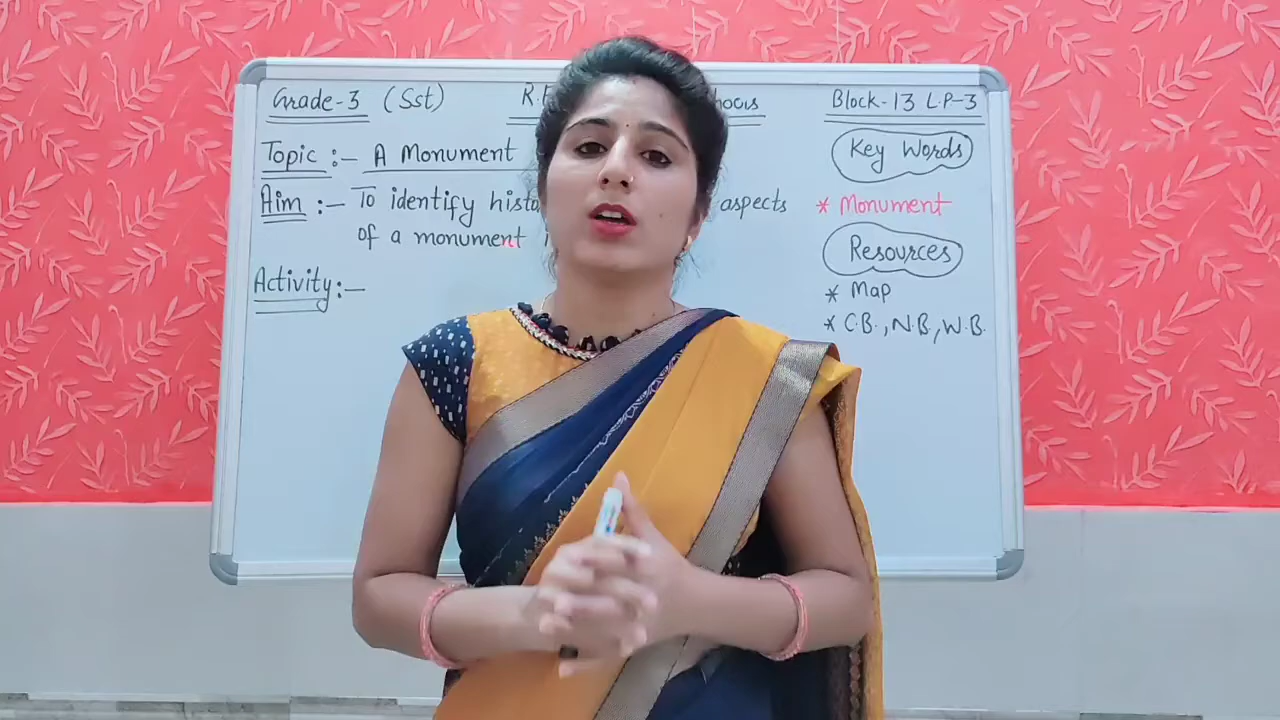 Grade-3 (Sst)
Block-13 L.P-3
Topic :- A Monument
Key Words
Aim :- To identify aspects
of a monument
* Monument
Resources
Activity:-
* Map
* C.B., N.B., W.B.